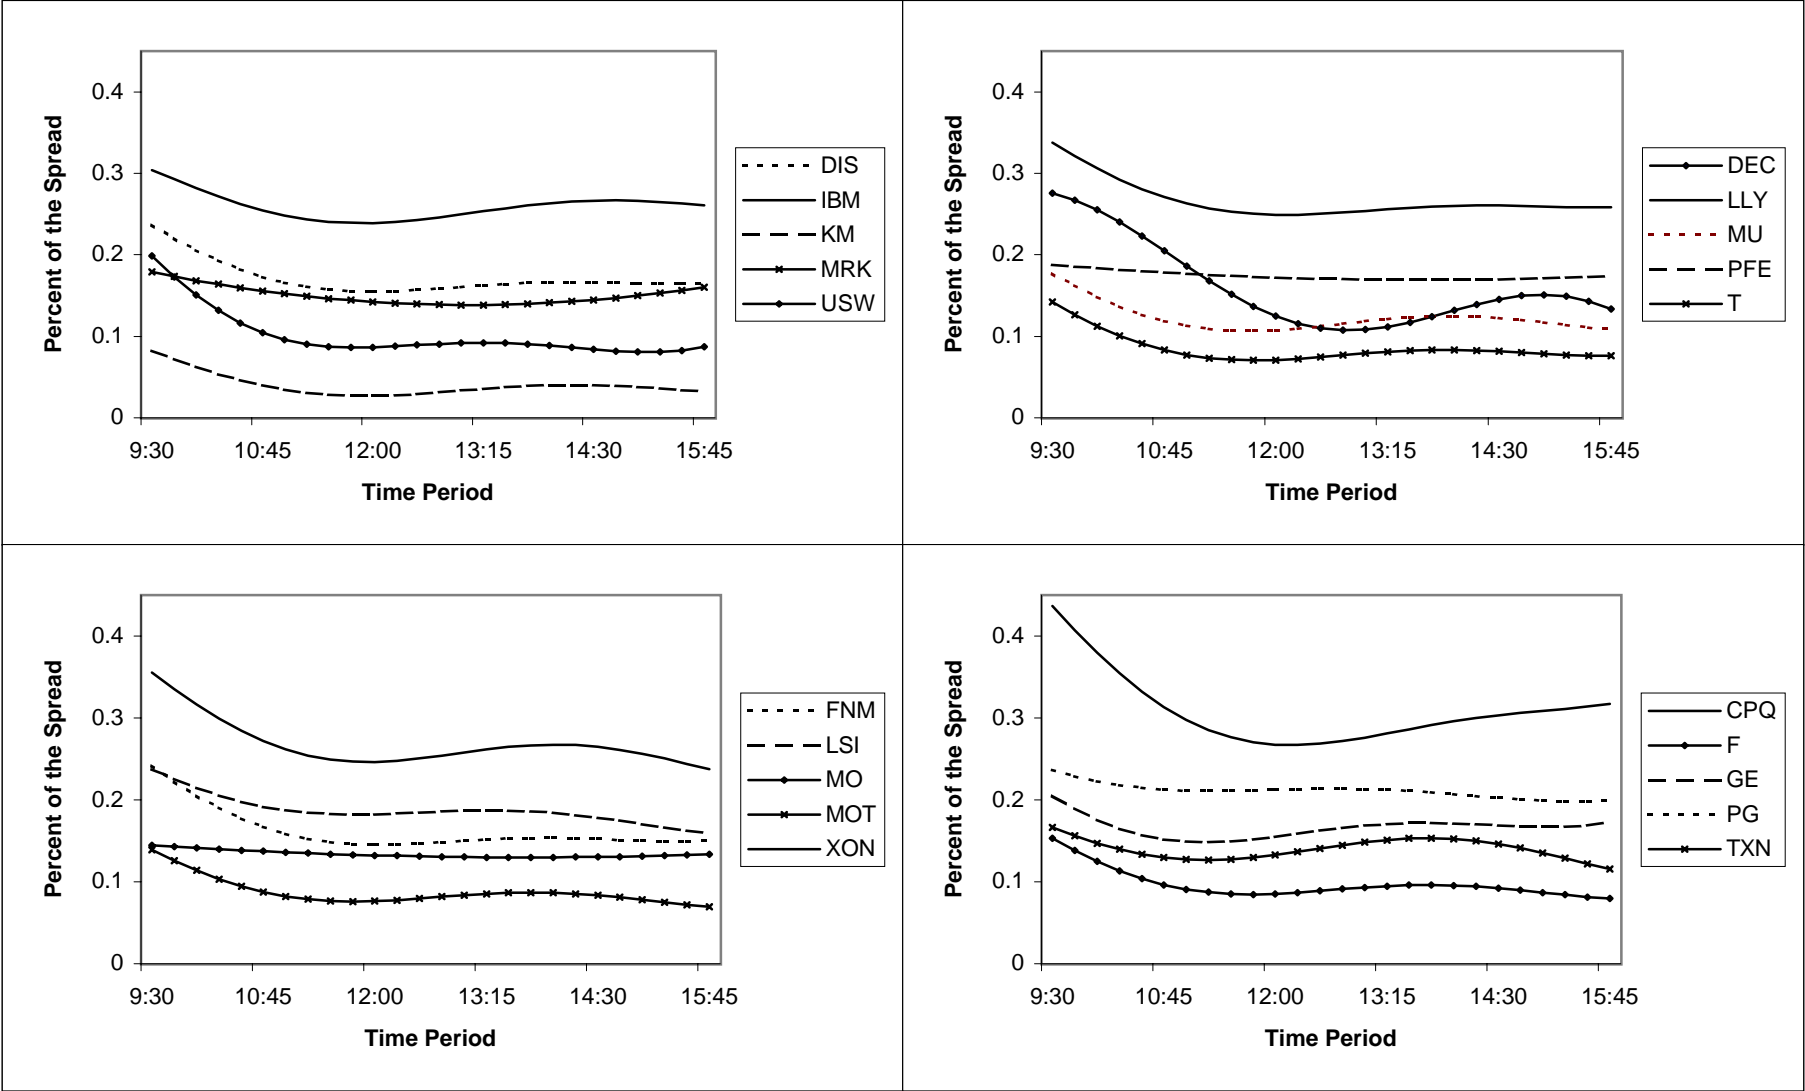 Percent of the Spread
0.4
0.3
0.2
0.1
0
9:30 10:45 12:00 13:15 14:30 15:45
Time Period
DIS
IBM
KM
MRK
USW
Percent of the Spread
0.4
0.3
0.2
0.1
0
9:30 10:45 12:00 13:15 14:30 15:45
Time Period
DEC
LLY
MU
PFE
T
Percent of the Spread
0.4
0.3
0.2
0.1
0
9:30 10:45 12:00 13:15 14:30 15:45
Time Period
FNM
LSI
MO
MOT
XON
Percent of the Spread
0.4
0.3
0.2
0.1
0
9:30 10:45 12:00 13:15 14:30 15:45
Time Period
CPQ
F
GE
PG
TXN